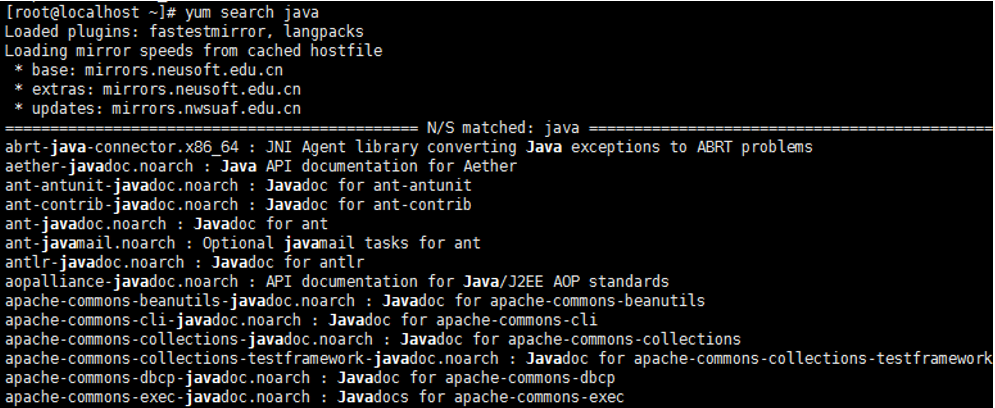 [root@localhost ~]# yum search java
Loaded plugins: fastestmirror, langpacks
Loading mirror speeds from cached hostfile
 * base: mirrors.neusoft.edu.cn
 * extras: mirrors.neusoft.edu.cn
 * updates: mirrors.nwsuaf.edu.cn
============================================== N/S matched: java =============================================
abrt-java-connector.x86_64 : JNI Agent library converting Java exceptions to ABRT problems
aether-javadoc.noarch : Java API documentation for Aether
ant-antunit-javadoc.noarch : Javadoc for ant-antunit
ant-contrib-javadoc.noarch : Javadoc for ant-contrib
ant-javadoc.noarch : Javadoc for ant
ant-javamail.noarch : Optional javamail tasks for ant
antlr-javadoc.noarch : Javadoc for antlr
aopalliance-javadoc.noarch : API documentation for Java/J2EE AOP standards
apache-commons-beanutils-javadoc.noarch : Javadoc for apache-commons-beanutils
apache-commons-cli-javadoc.noarch : Javadoc for apache-commons-cli
apache-commons-collections-javadoc.noarch : Javadoc for apache-commons-collections
apache-commons-collections-testframework-javadoc.noarch : Javadoc for apache-commons-collections-testframework
apache-commons-dbcp-javadoc.noarch : Javadoc for apache-commons-dbcp
apache-commons-exec-javadoc.noarch : Javadocs for apache-commons-exec